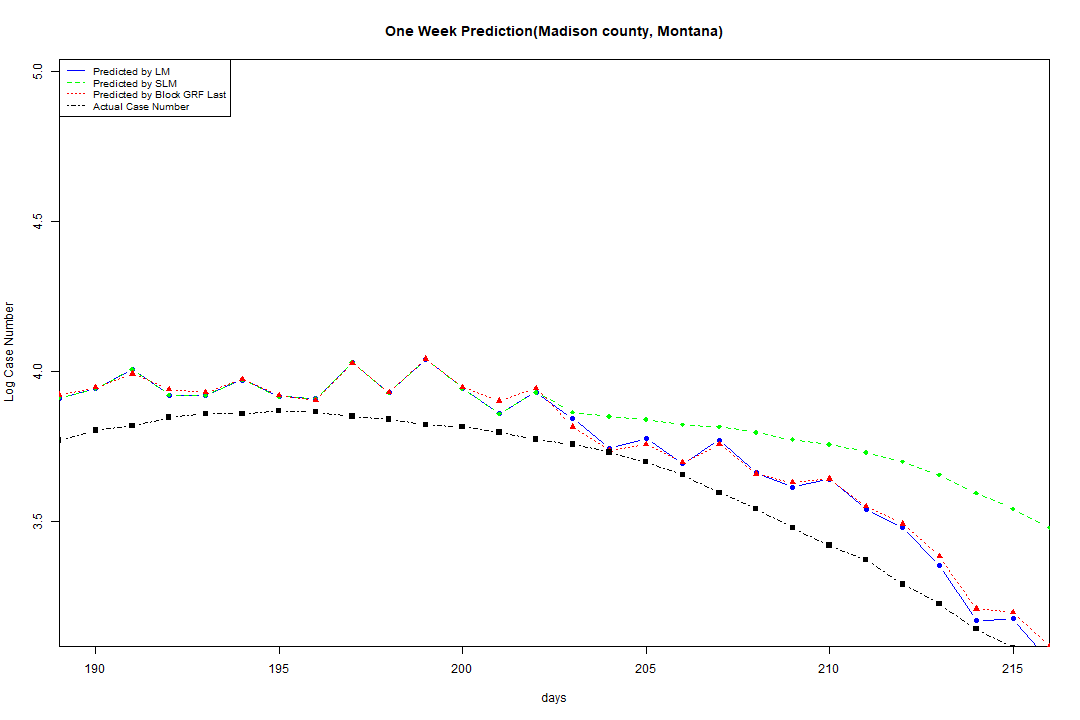 One Week Prediction(Madison county, Montana)
Predicted by LM
Predicted by SLM
Predicted by Block GRF Last
Actual Case Number
5.0
4.5
4.0
3.5
Log Case Number
190 195 200 205 210 215
days